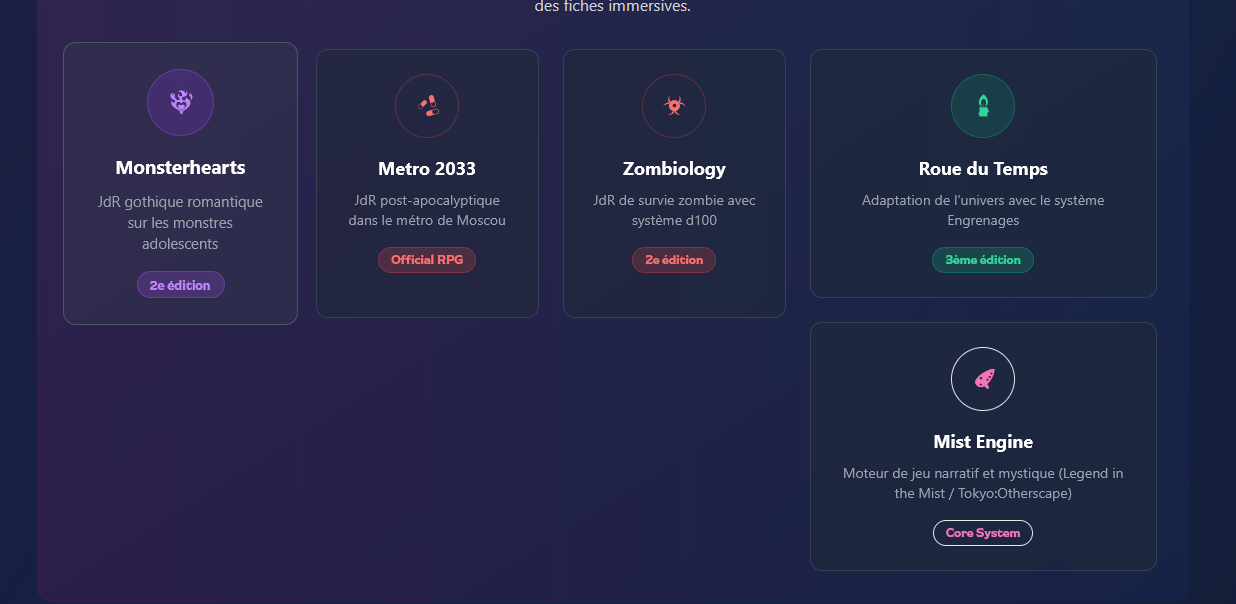 des fiches immersives.
Monsterhearts
JdR gothique romantique
sur les monstres
adolescents
2e édition
Metro 2033
JdR post-apocalyptique
dans le métro de Moscou
Official RPG
Zombiology
JdR de survie zombie avec
système d100
2e édition
Roue du Temps
Adaptation de l'univers avec le système
Engrenages
3ème édition
Mist Engine
Moteur de jeu narratif et mystique (Legend in
the Mist / Tokyo:Otherscape)
Core System